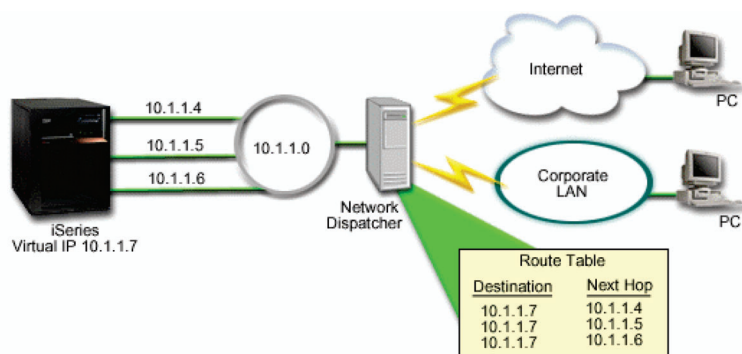 10.1.1.4
10.1.1.5
10.1.1.6
10.1.1.0
iSeries
Virtual IP 10.1.1.7
Network
Dispatcher
Internet
PC
Corporate
LAN
PC
Route Table
Destination Next Hop
10.1.1.7 10.1.1.4
10.1.1.7 10.1.1.5
10.1.1.7 10.1.1.6